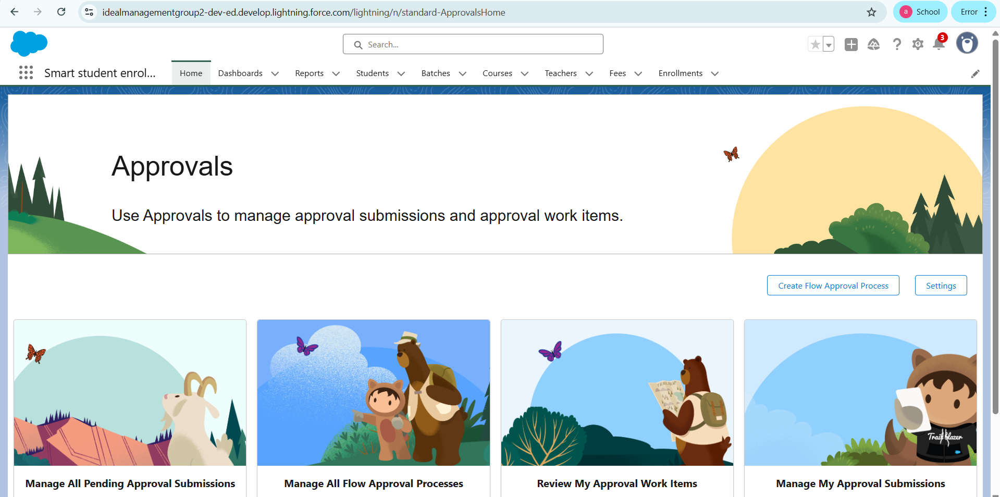 idealmanagementgroup2-dev-ed.develop.lightning.force.com/lightning/n/standard-ApprovalsHome
a School
Error
Search...
3
Smart student enrol...
Home
Dashboards
Reports
Students
Batches
Courses
Teachers
Fees
Enrollments
Approvals
Use Approvals to manage approval submissions and approval work items.
Create Flow Approval Process
Settings
TRAILMAP
Trailblazer
Manage All Pending Approval Submissions
Manage All Flow Approval Processes
Review My Approval Work Items
Manage My Approval Submissions